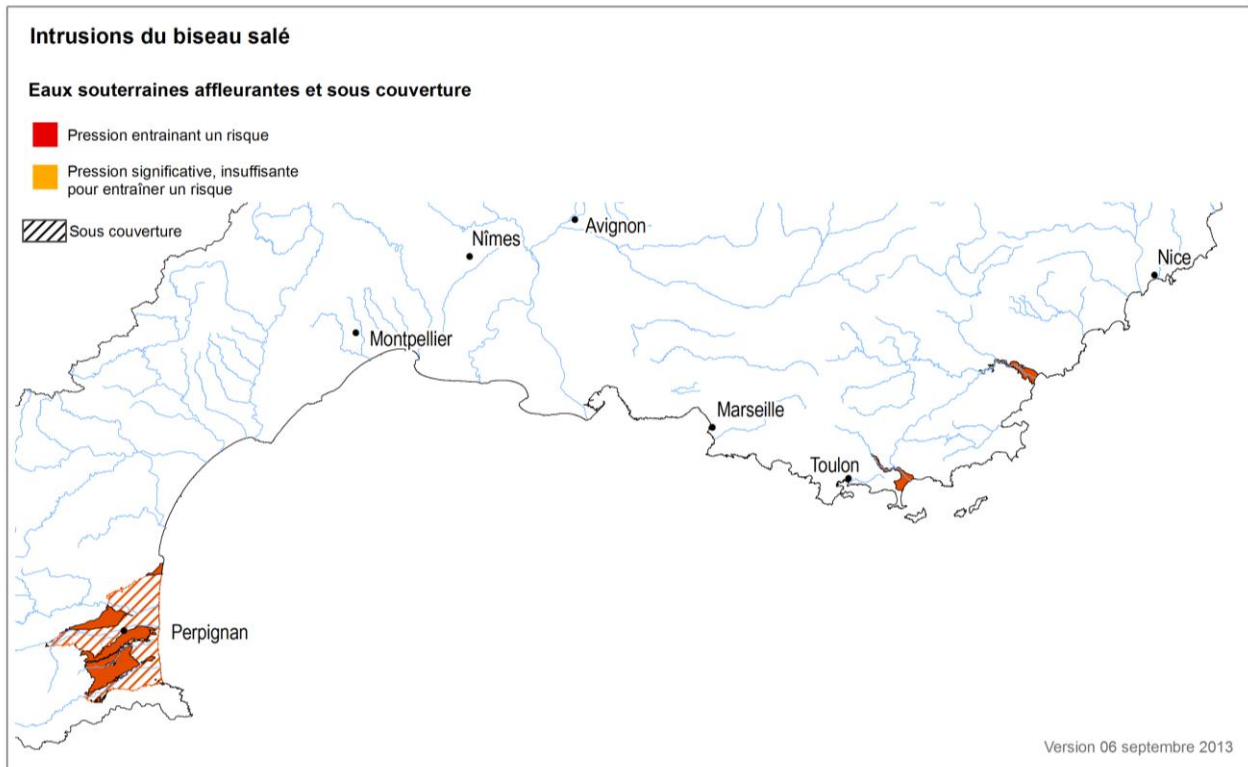 Intrusions du biseau salé
Eaux souterraines affleurantes et sous couverture
Pression entrainant un risque
Pression significative, insuffisante
pour entraîner un risque
Sous couverture
Avignon
Nîmes
Nice
Montpellier
Marseille
Toulon
Perpignan
Version 06 septembre 2013